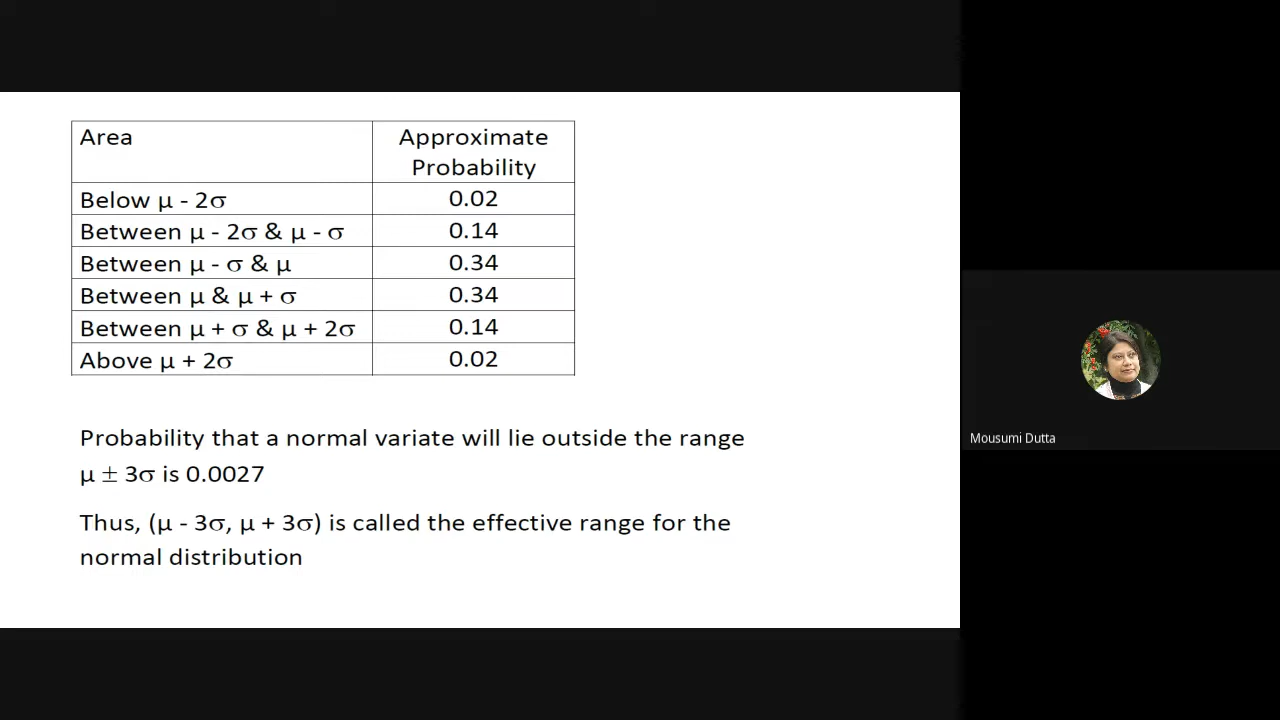 Area Approximate
Probability
Below μ - 2σ 0.02
Between μ - 2σ & μ - σ 0.14
Between μ - σ & μ 0.34
Between μ & μ + σ 0.34
Between μ + σ & μ + 2σ 0.14
Above μ + 2σ 0.02
Probability that a normal variate will lie outside the range
μ ± 3σ is 0.0027
Thus, (μ - 3σ, μ + 3σ) is called the effective range for the
normal distribution
Mousumi Dutta